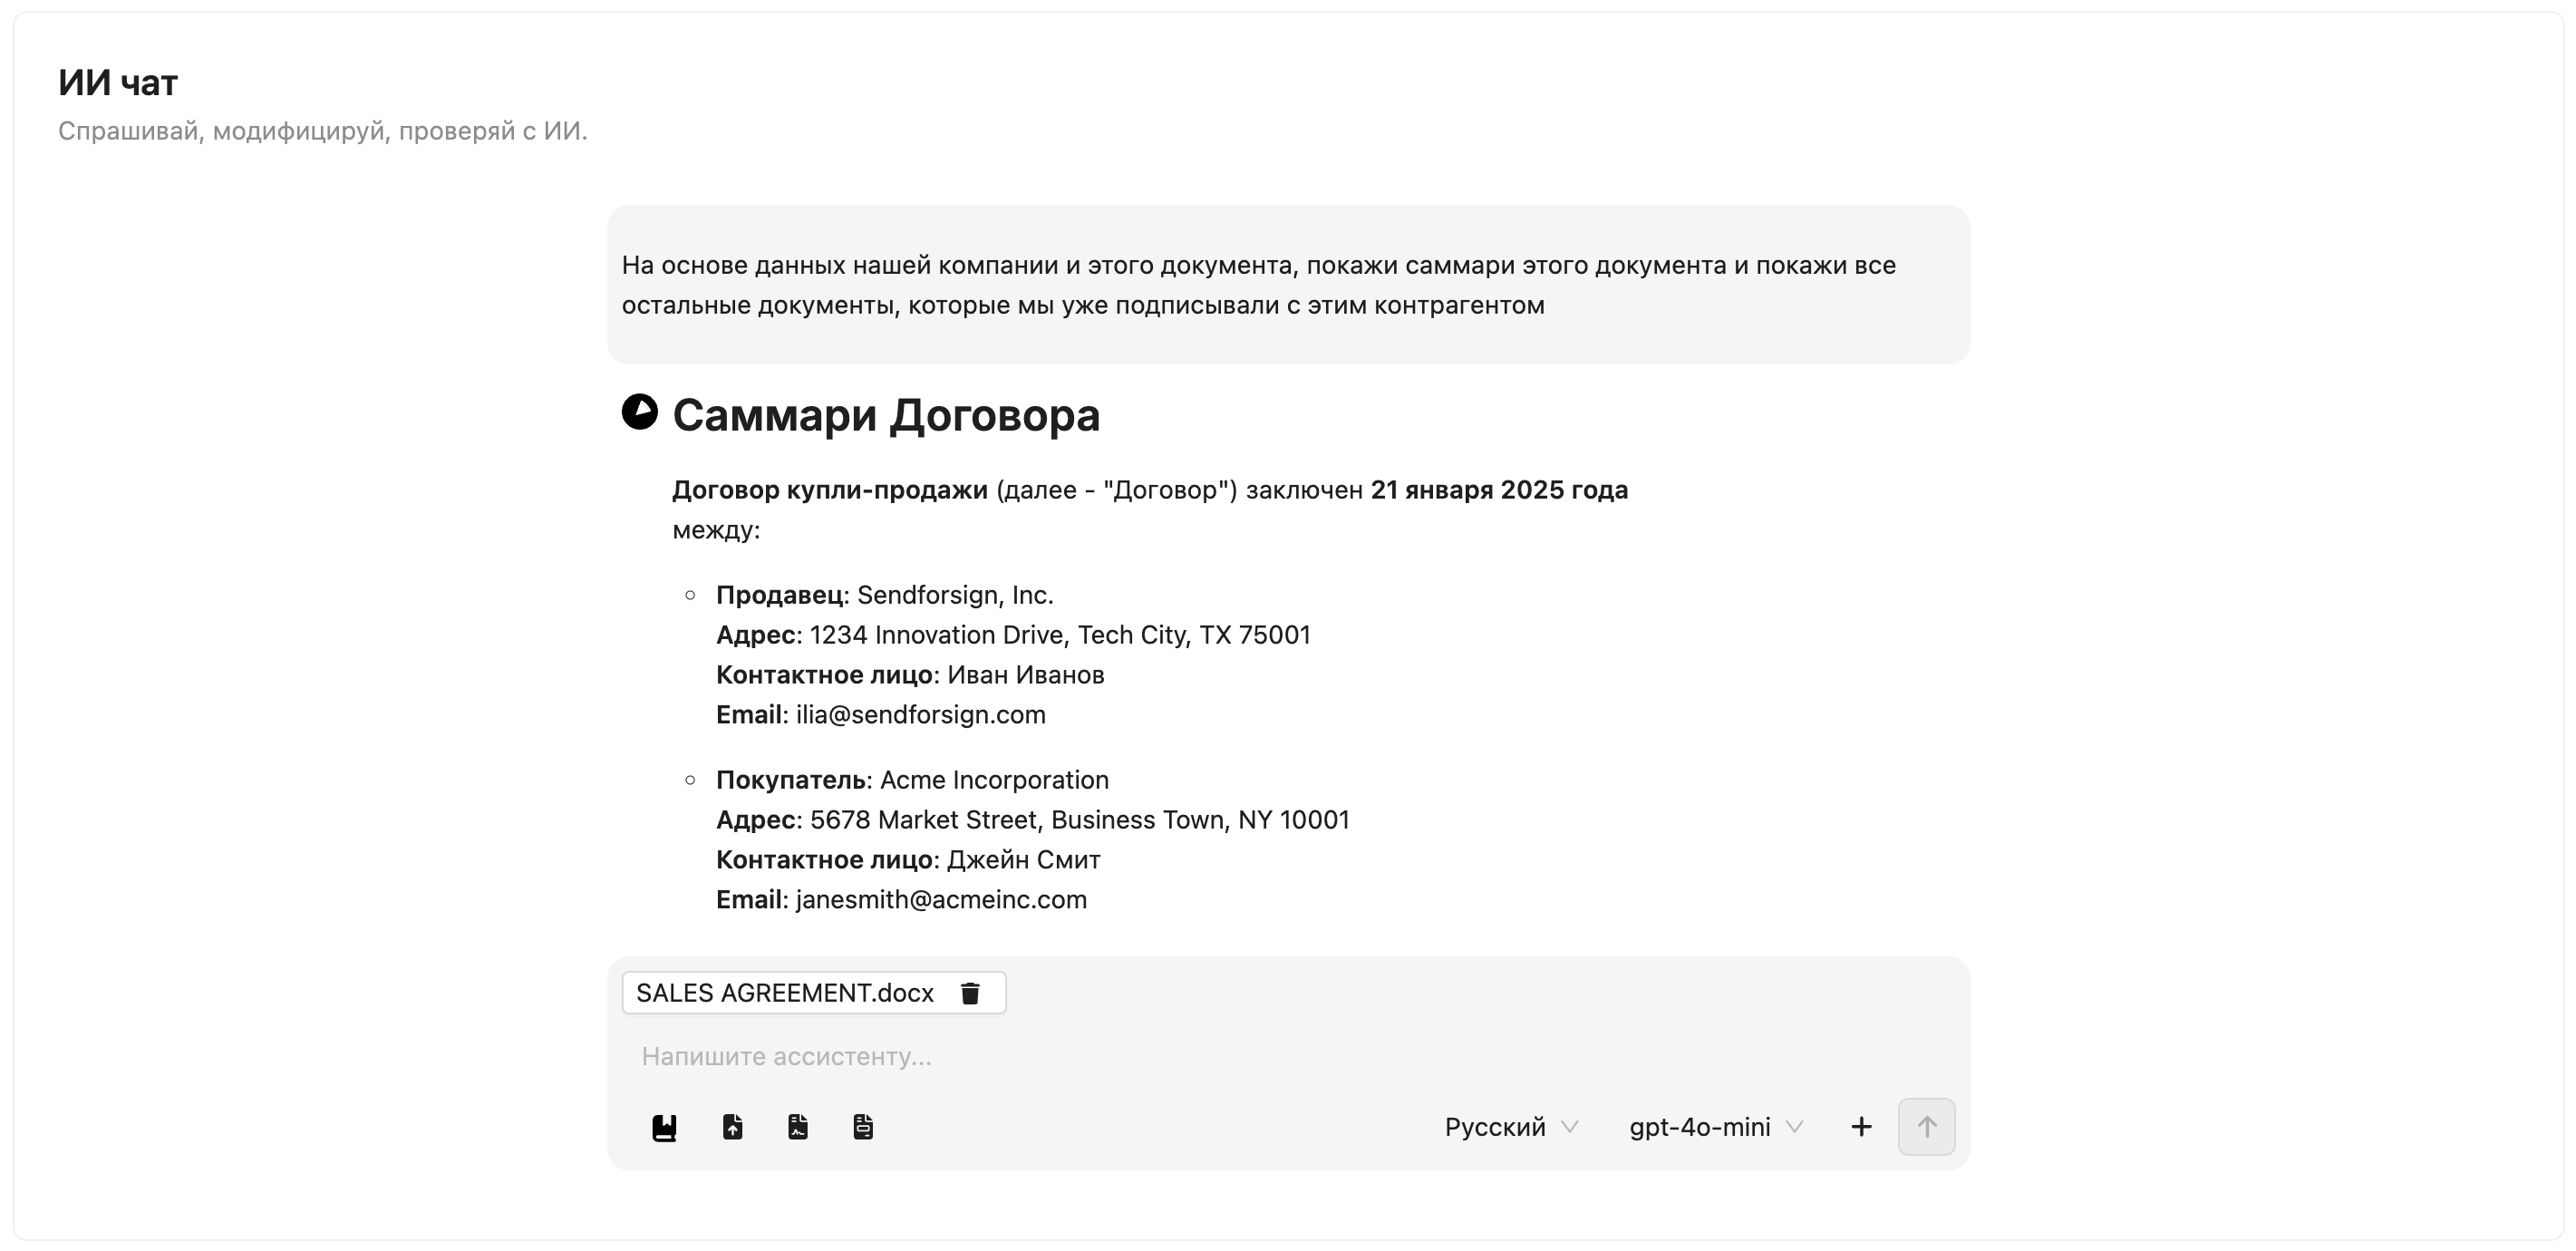 ИИ чат
Спрашивай, модифицируй, проверяй с ИИ.
На основе данных нашей компании и этого документа, покажи саммари этого документа и покажи все
остальные документы, которые мы уже подписывали с этим контрагентом
Саммари Договора
Договор купли-продажи (далее - "Договор") заключен 21 января 2025 года
между:
Продавец: Sendforsign, Inc.
Адрес: 1234 Innovation Drive, Tech City, TX 75001
Контактное лицо: Иван Иванов
Email: ilia@sendforsign.com
Покупатель: Acme Incorporation
Адрес: 5678 Market Street, Business Town, NY 10001
Контактное лицо: Джейн Смит
Email: janesmith@acmeinc.com
SALES AGREEMENT.docx
Напишите ассистенту...
Русский gpt-4o-mini